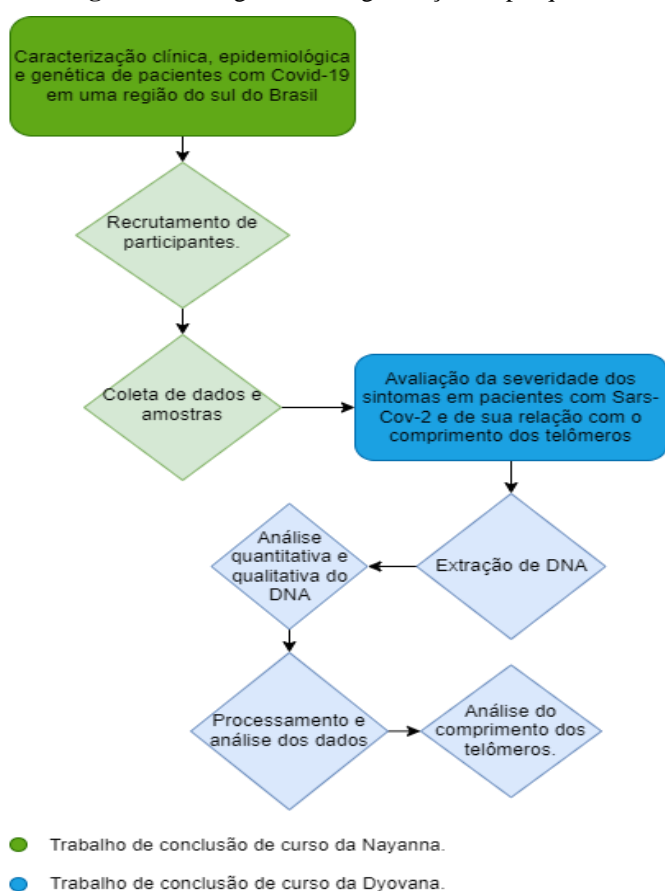 Caracterização clínica, epidemiológica
e genética de pacientes com Covid-19
em uma região do sul do Brasil
Recrutamento de
participantes.
Coleta de dados e
amostras
Avaliação da severidade dos
sintomas em pacientes com Sars-
Cov-2 e de sua relação com o
comprimento dos telômeros
Extração de DNA
Análise
quantitativa e
qualitativa do
DNA
Processamento e
análise dos dados
Análise do
comprimento dos
telômeros.
Trabalho de conclusão de curso da Nayanna.
Trabalho de conclusão de curso da Dyovana.